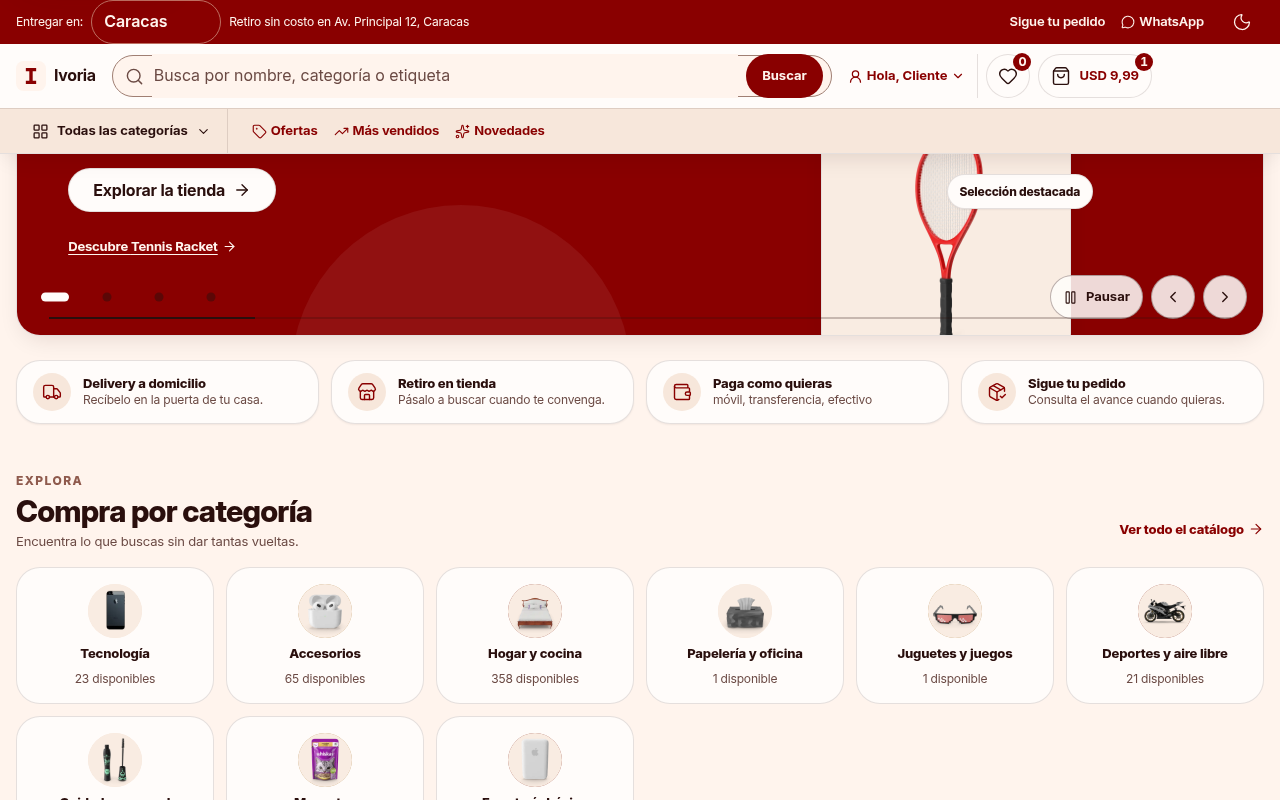 Entregar en: Caracas Retiro sin costo en Av. Principal 12, Caracas Sigue tu pedido WhatsApp
I Ivoria Busca por nombre, categoría o etiqueta Buscar Hola, Cliente 0 USD 9,99 1
Todas las categorías Ofertas Más vendidos Novedades
Explorar la tienda
Selección destacada
Descubre Tennis Racket
Pausar
Delivery a domicilio
Recíbelo en la puerta de tu casa.
Retiro en tienda
Pásalo a buscar cuando te convenga.
Paga como quieras
móvil, transferencia, efectivo
Sigue tu pedido
Consulta el avance cuando quieras.
EXPLORA
Compra por categoría
Encuentra lo que buscas sin dar tantas vueltas.
Ver todo el catálogo
Tecnología
23 disponibles
Accesorios
65 disponibles
Hogar y cocina
358 disponibles
Papelería y oficina
1 disponible
Juguetes y juegos
1 disponible
Deportes y aire libre
21 disponibles